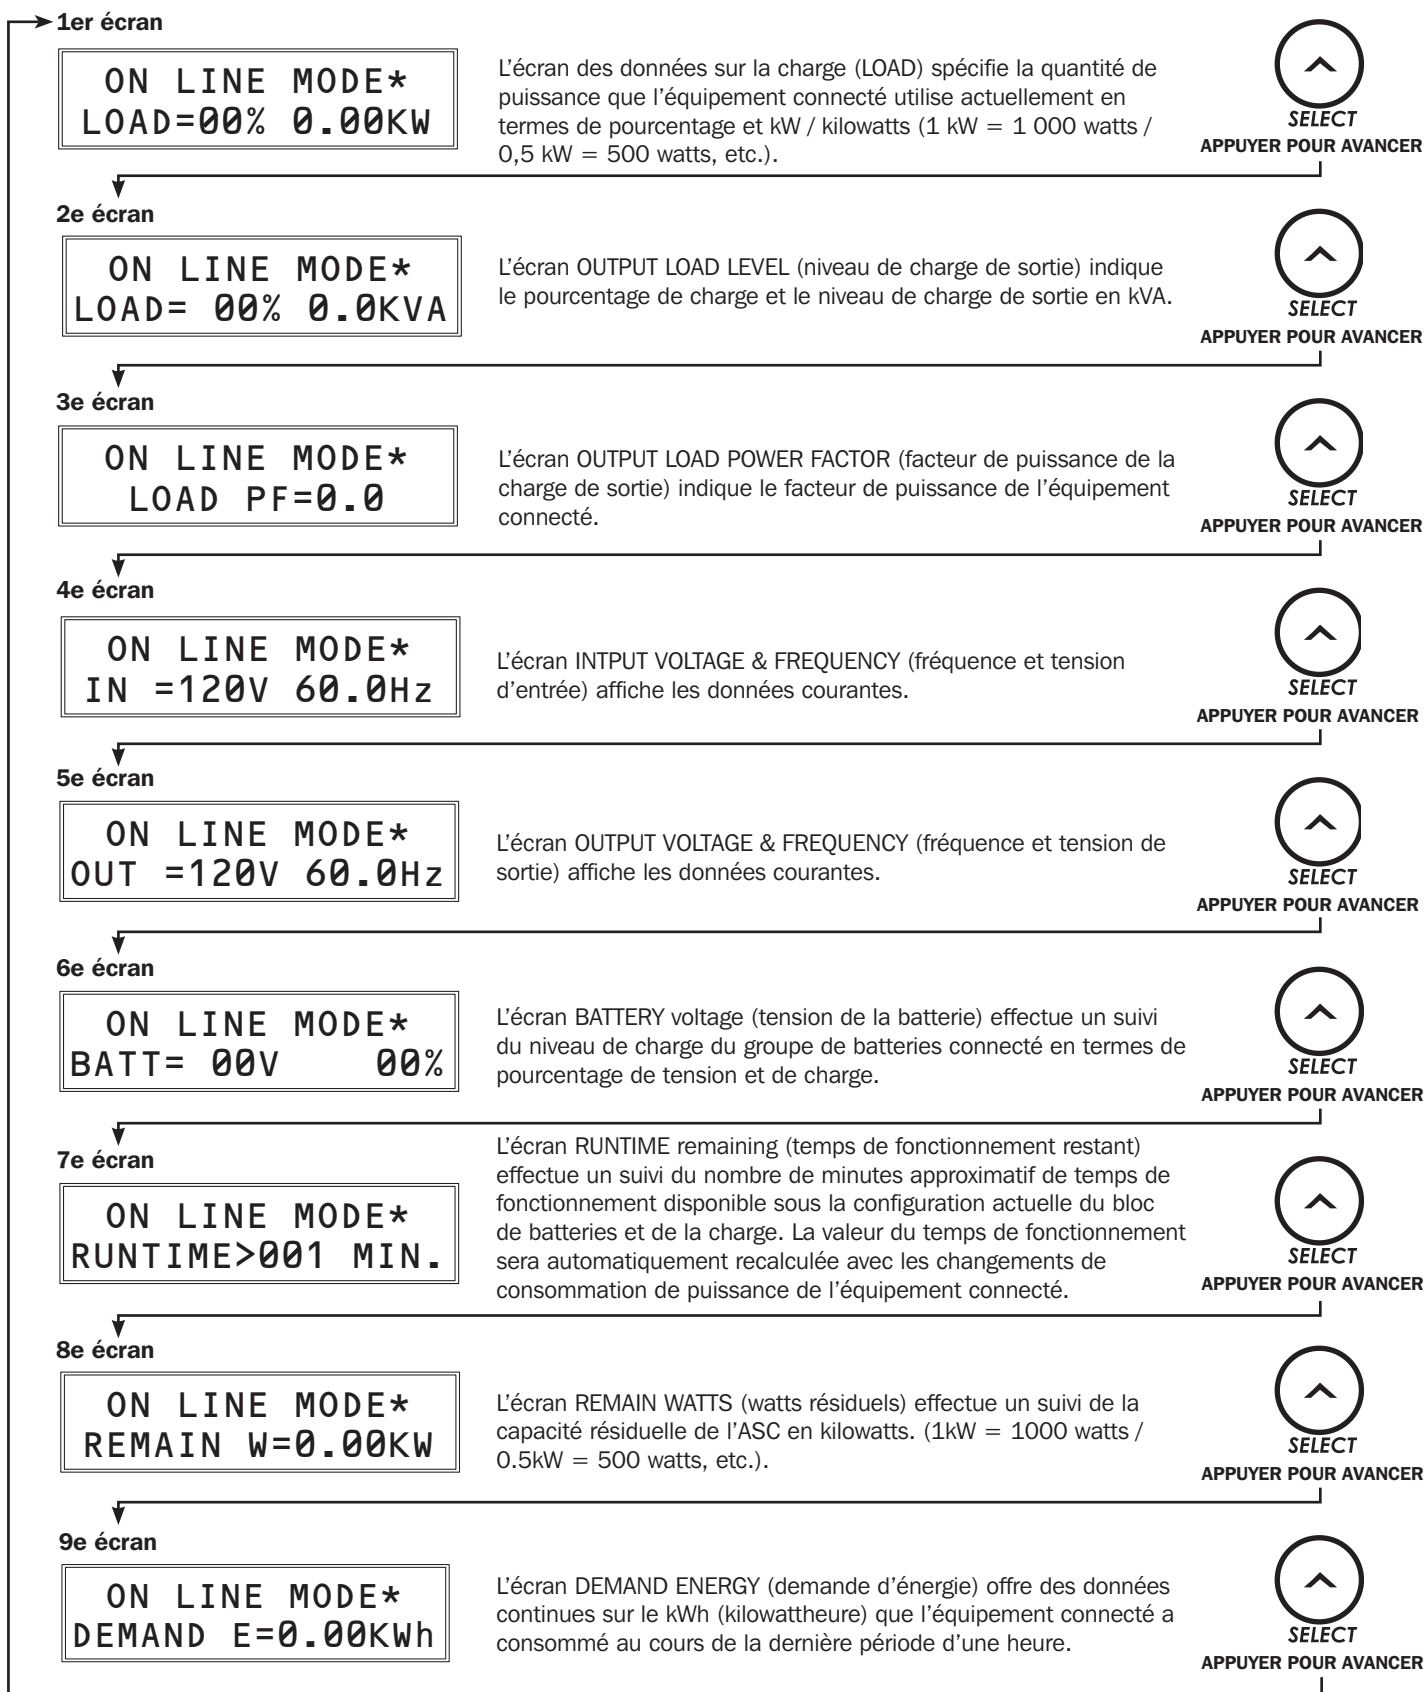 1er écran
ON LINE MODE*
LOAD=00% 0.00KW
L'écran des données sur la charge (LOAD) spécifie la quantité de
puissance que l'équipement connecté utilise actuellement en
termes de pourcentage et kW / kilowatts (1 kW = 1 000 watts /
0,5 kW = 500 watts, etc.).
SELECT
APPUYER POUR AVANCER
2e écran
ON LINE MODE*
LOAD= 00% 0.0KVA
L'écran OUTPUT LOAD LEVEL (niveau de charge de sortie) indique
le pourcentage de charge et le niveau de charge de sortie en kVA.
SELECT
APPUYER POUR AVANCER
3e écran
ON LINE MODE*
LOAD PF=0.0
L'écran OUTPUT LOAD POWER FACTOR (facteur de puissance de la
charge de sortie) indique le facteur de puissance de l'équipement
connecté.
SELECT
APPUYER POUR AVANCER
4e écran
ON LINE MODE*
IN =120V 60.0Hz
L'écran INTPUT VOLTAGE & FREQUENCY (fréquence et tension
d'entrée) affiche les données courantes.
SELECT
APPUYER POUR AVANCER
5e écran
ON LINE MODE*
OUT =120V 60.0Hz
L'écran OUTPUT VOLTAGE & FREQUENCY (fréquence et tension de
sortie) affiche les données courantes.
SELECT
APPUYER POUR AVANCER
6e écran
ON LINE MODE*
BATT= 00V 00%
L'écran BATTERY voltage (tension de la batterie) effectue un suivi
du niveau de charge du groupe de batteries connecté en termes de
pourcentage de tension et de charge.
SELECT
APPUYER POUR AVANCER
7e écran
ON LINE MODE*
RUNTIME>001 MIN.
L'écran RUNTIME remaining (temps de fonctionnement restant)
effectue un suivi du nombre de minutes approximatif de temps de
fonctionnement disponible sous la configuration actuelle du bloc
de batteries et de la charge. La valeur du temps de fonctionnement
sera automatiquement recalculée avec les changements de
consommation de puissance de l'équipement connecté.
SELECT
APPUYER POUR AVANCER
8e écran
ON LINE MODE*
REMAIN W=0.00KW
L'écran REMAIN WATTS (watts résiduels) effectue un suivi de la
capacité résiduelle de l'ASC en kilowatts. (1kW = 1000 watts /
0.5kW = 500 watts, etc.).
SELECT
APPUYER POUR AVANCER
9e écran
ON LINE MODE*
DEMAND E=0.00KWh
L'écran DEMAND ENERGY (demande d'énergie) offre des données
continues sur le kWh (kilowattheure) que l'équipement connecté a
consommé au cours de la dernière période d'une heure.
SELECT
APPUYER POUR AVANCER